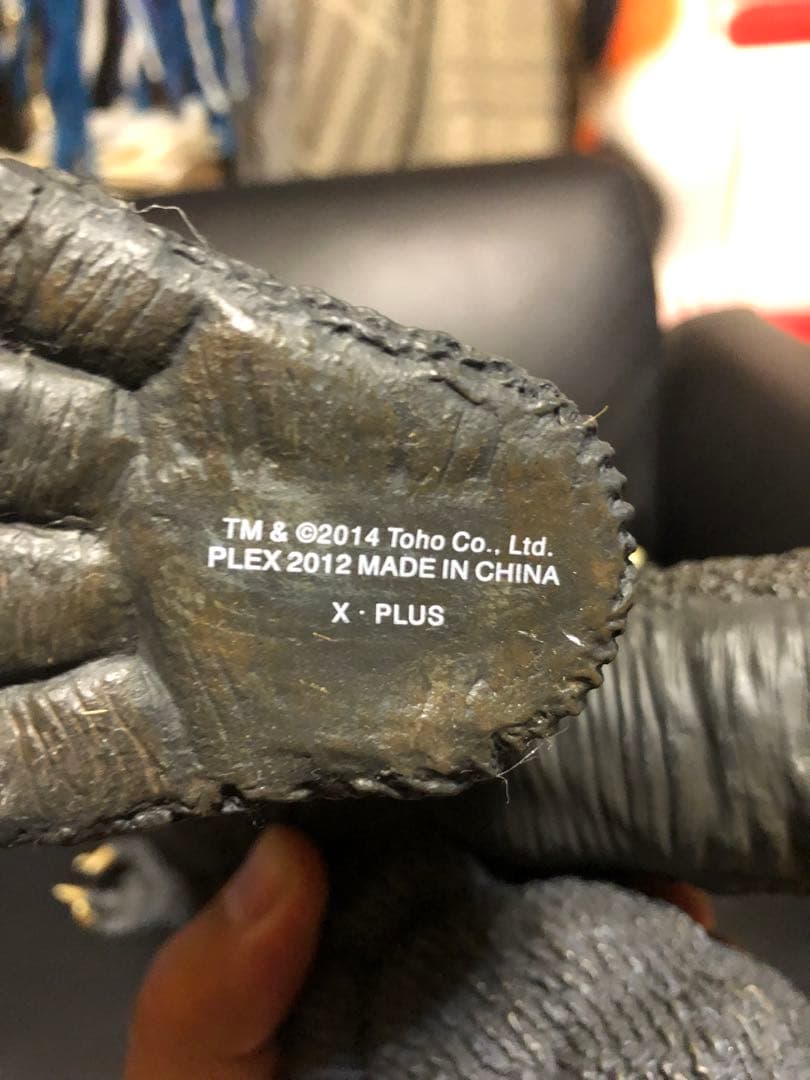 TM & ©2014 Toho Co., Ltd.
PLEX 2012 MADE IN CHINA
X · PLUS